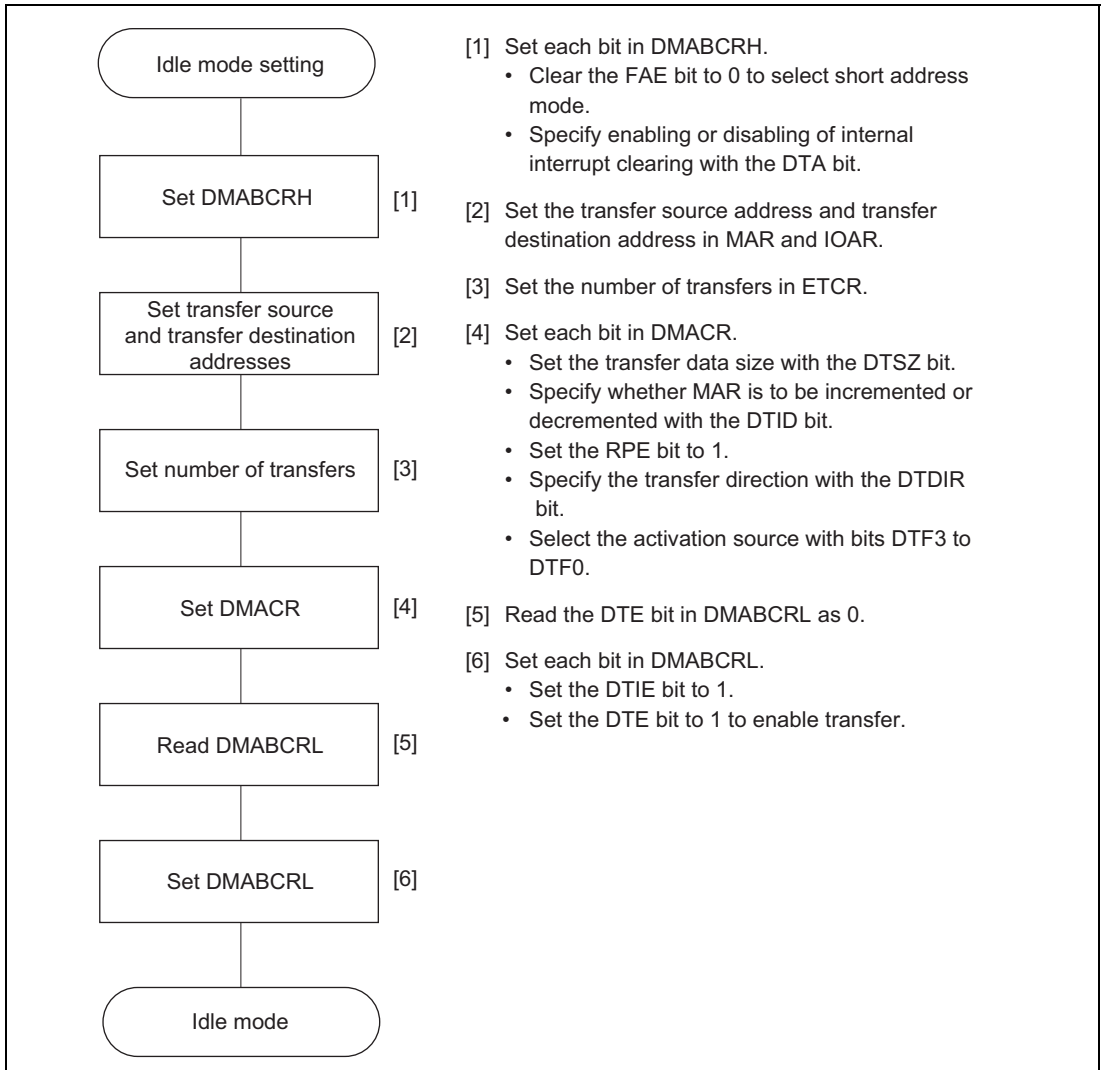 Idle mode setting
Set DMABCRH
[1]
Set transfer source
and transfer destination
addresses
[2]
Set number of transfers
[3]
Set DMACR
[4]
Read DMABCRL
[5]
Set DMABCRL
[6]
Idle mode
[1] Set each bit in DMABCRH.
• Clear the FAE bit to 0 to select short address
mode.
• Specify enabling or disabling of internal
interrupt clearing with the DTA bit.
[2] Set the transfer source address and transfer
destination address in MAR and IOAR.
[3] Set the number of transfers in ETCR.
[4] Set each bit in DMACR.
• Set the transfer data size with the DTSZ bit.
• Specify whether MAR is to be incremented or
decremented with the DTID bit.
• Set the RPE bit to 1.
• Specify the transfer direction with the DTDIR
bit.
• Select the activation source with bits DTF3 to
DTF0.
[5] Read the DTE bit in DMABCRL as 0.
[6] Set each bit in DMABCRL.
• Set the DTIE bit to 1.
• Set the DTE bit to 1 to enable transfer.